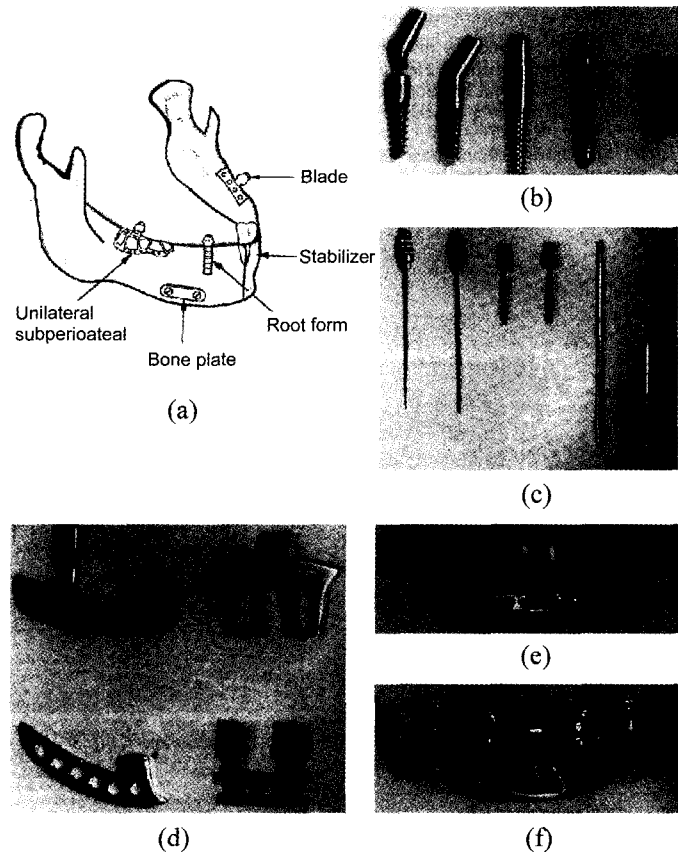 Blade
Stabilizer
Unilateral
subperioateal
Root form
Bone plate
(a)
(b)
(c)
(d)
(e)
(f)